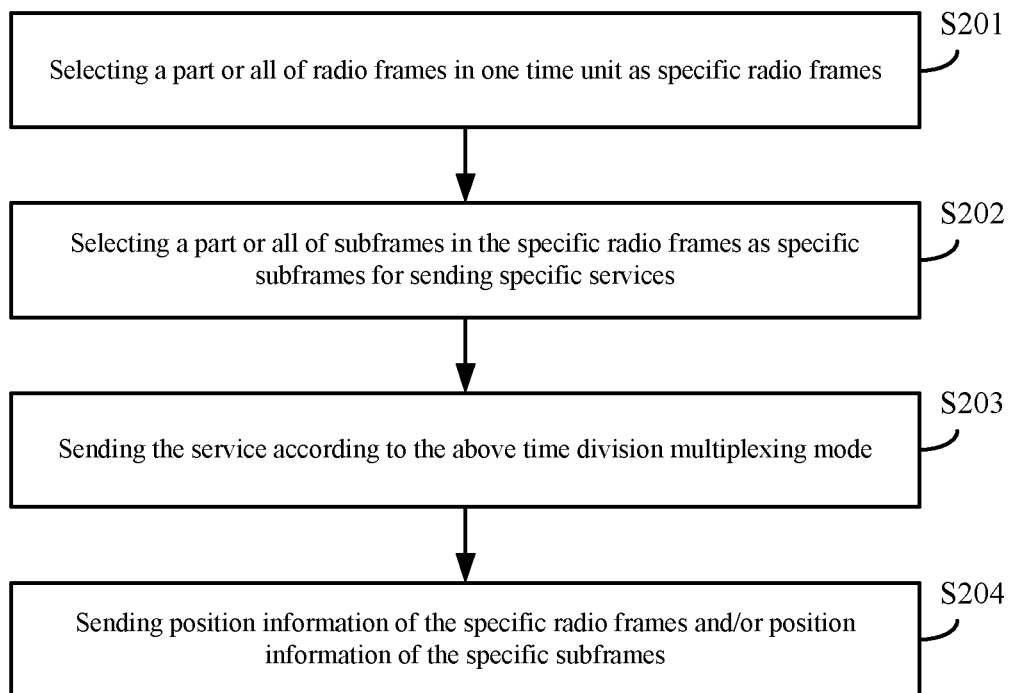 S201
Selecting a part or all of radio frames in one time unit as specific radio frames
S202
Selecting a part or all of subframes in the specific radio frames as specific
subframes for sending specific services
S203
Sending the service according to the above time division multiplexing mode
S204
Sending position information of the specific radio frames and/or position
information of the specific subframes